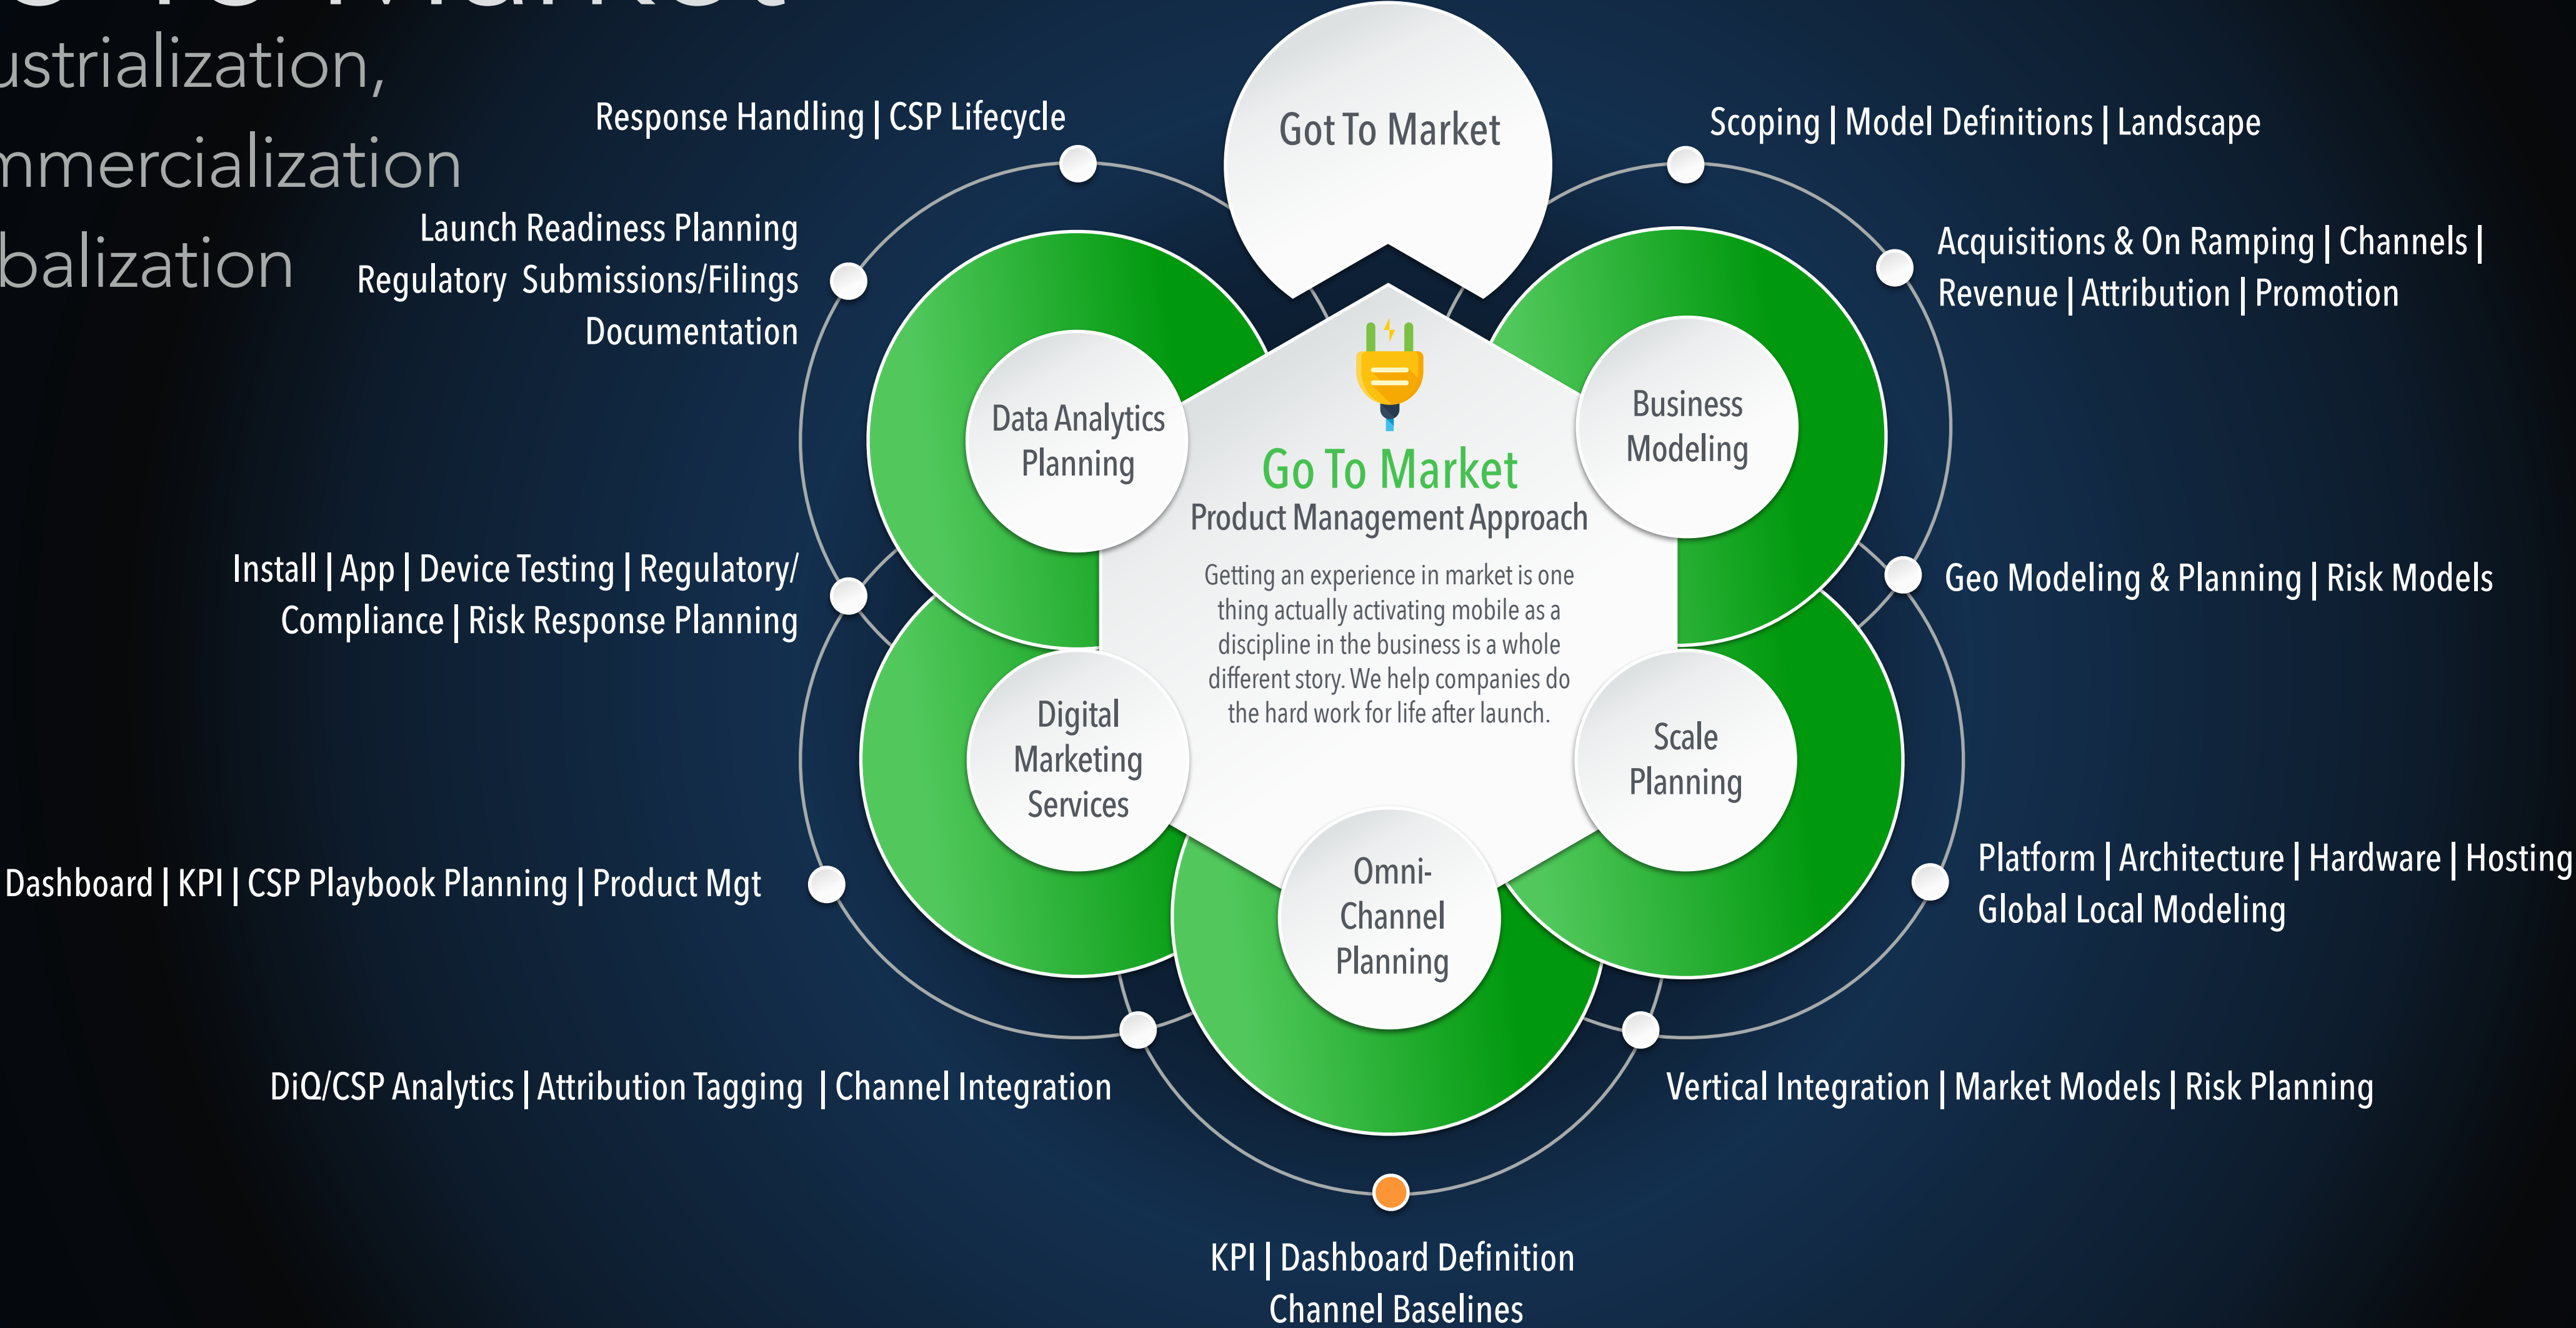 o To Market
ustrialization,
mmercialization
balization
Got To Market
Response Handling | CSP Lifecycle
Launch Readiness Planning
Regulatory  Submissions/Filings
Documentation
Install | App | Device Testing | Regulatory/
Compliance | Risk Response Planning
Dashboard | KPI | CSP Playbook Planning | Product Mgt
DiQ/CSP Analytics | Attribution Tagging  | Channel Integration
Scoping | Model Definitions | Landscape
Acquisitions & On Ramping | Channels |
Revenue | Attribution | Promotion
Geo Modeling & Planning | Risk Models
Platform | Architecture | Hardware | Hosting
Global Local Modeling
Vertical Integration | Market Models | Risk Planning
KPI | Dashboard Definition
Channel Baselines
Data Analytics
Planning
Business
Modeling
Digital
Marketing
Services
Scale
Planning
Omni-
Channel
Planning
Go To Market
Product Management Approach
Getting an experience in market is one
thing actually activating mobile as a
discipline in the business is a whole
different story. We help companies do
the hard work for life after launch.